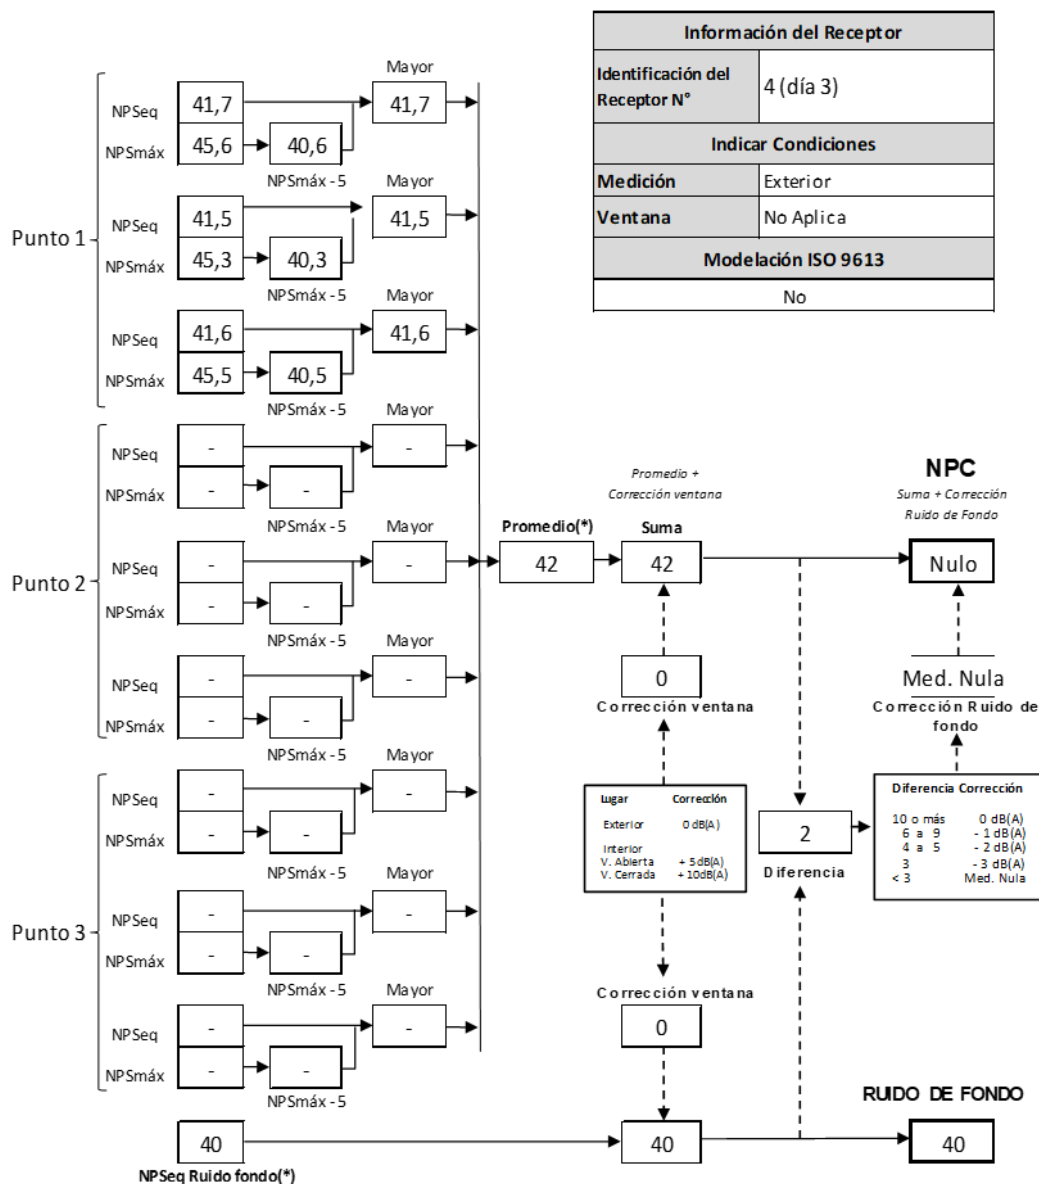 Información del Receptor
Identificación del Receptor N°
4 (día 3)
Indicar Condiciones
Medición
Exterior
Ventana
No Aplica
Modelación ISO 9613
No
Punto 1
Mayor
NPSeq
41,7
41,7
NPSmáx
45,6
40,6
NPSmáx - 5
Mayor
NPSeq
41,5
41,5
NPSmáx
45,3
40,3
NPSmáx - 5
Mayor
NPSeq
41,6
41,6
NPSmáx
45,5
40,5
NPSmáx - 5
Punto 2
Mayor
NPSeq
-
-
NPSmáx
-
-
NPSmáx - 5
Mayor
NPSeq
-
-
NPSmáx
-
-
NPSmáx - 5
Mayor
NPSeq
-
-
NPSmáx
-
-
NPSmáx - 5
Punto 3
Mayor
NPSeq
-
-
NPSmáx
-
-
NPSmáx - 5
Mayor
NPSeq
-
-
NPSmáx
-
-
NPSmáx - 5
Mayor
NPSeq
-
-
NPSmáx
-
-
NPSmáx - 5
40
NPSeq Ruido fondo(*)
Promedio(*)
42
Promedio +
Corrección ventana
Suma
42
0
Corrección ventana
Lugar Corrección
Exterior 0 dB(A)
Interior
V. Abierta + 5dB(A)
V. Cerrada + 10dB(A)
Corrección ventana
0
40
2
Diferencia
NPC
Suma + Corrección
Ruido de Fondo
Nulo
Med. Nula
Corrección Ruido de
fondo
Diferencia Corrección
10 o más 0 dB(A)
6 a 9 - 1 dB(A)
4 a 5 - 2 dB(A)
3 - 3 dB(A)
< 3 Med. Nula
RUIDO DE FONDO
40